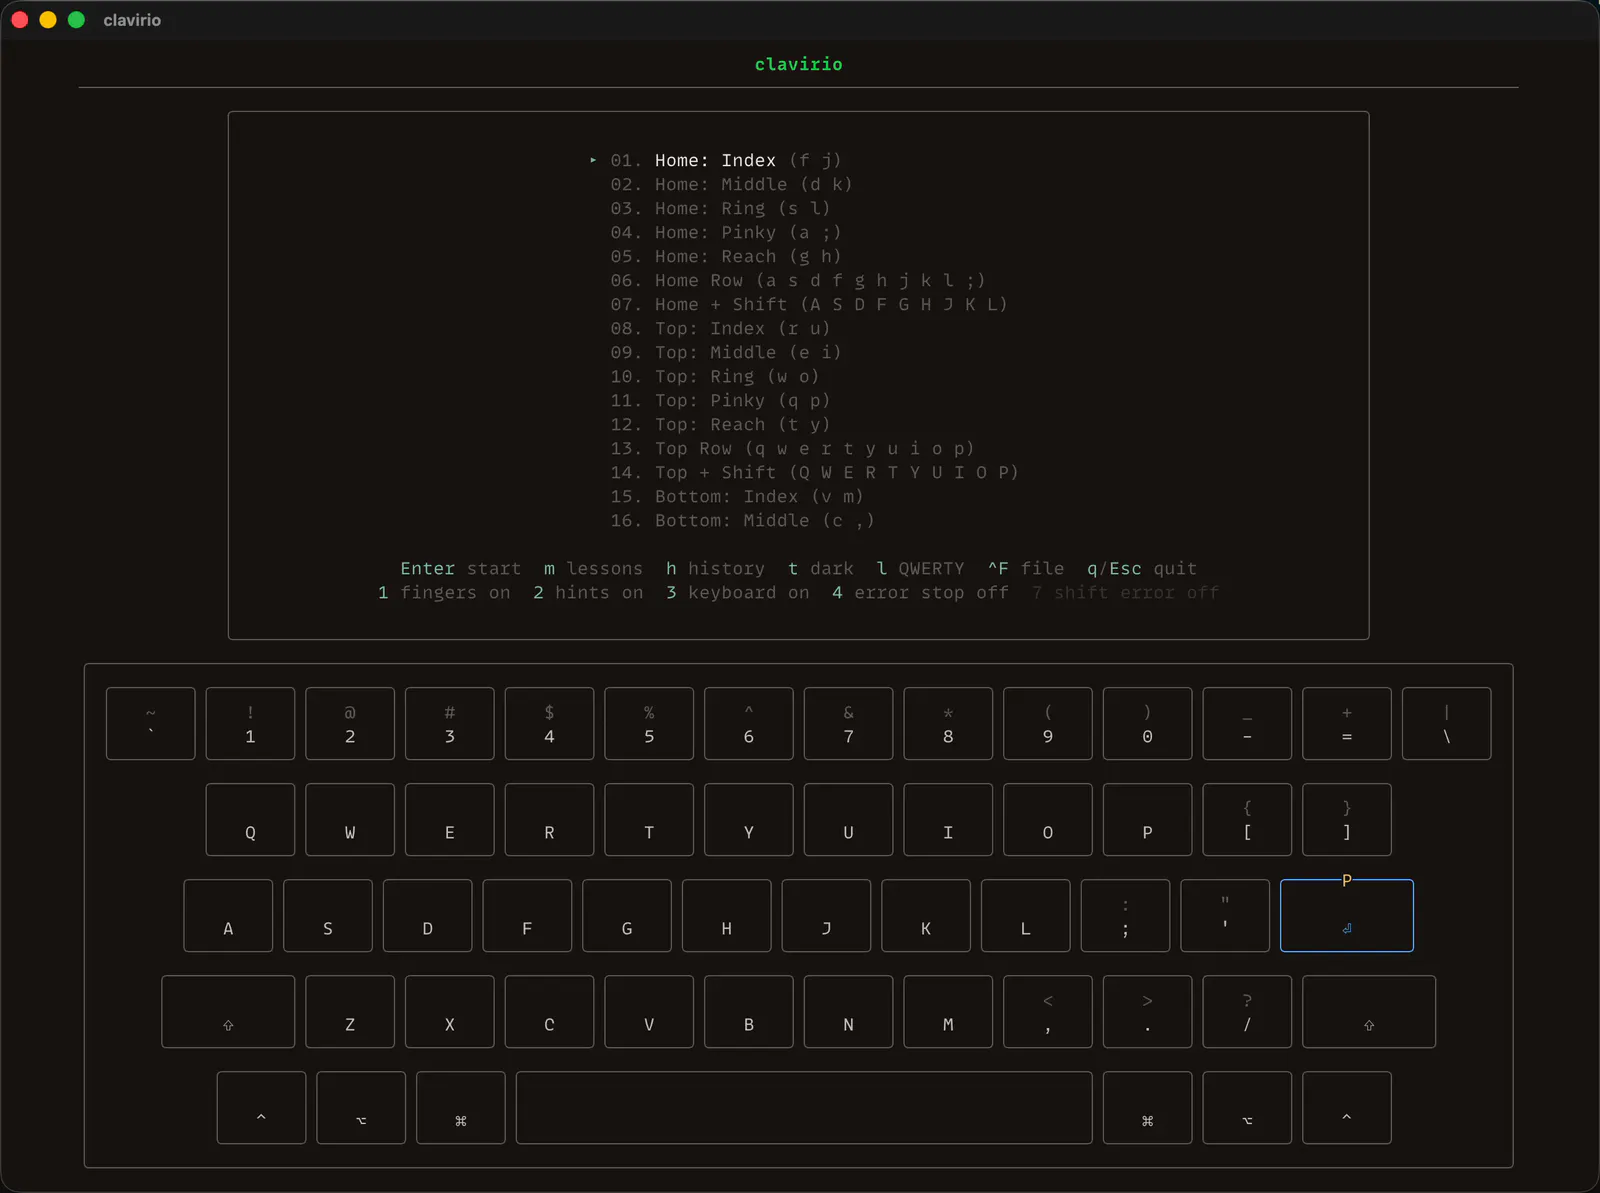 clavirio
clavirio
▸ 01. Home: Index (f j)
02. Home: Middle (d k)
03. Home: Ring (s l)
04. Home: Pinky (a ;)
05. Home: Reach (g h)
06. Home Row (a s d f g h j k l ;)
07. Home + Shift (A S D F G H J K L)
08. Top: Index (r u)
09. Top: Middle (e i)
10. Top: Ring (w o)
11. Top: Pinky (q p)
12. Top: Reach (t y)
13. Top Row (q w e r t y u i o p)
14. Top + Shift (Q W E R T Y U I O P)
15. Bottom: Index (v m)
16. Bottom: Middle (c ,)
Enter start m lessons h history t dark l QWERTY ^F file q/Esc quit
1 fingers on 2 hints on 3 keyboard on 4 error stop off 7 shift error off
~ ! @ # $ % ^ & * ( ) _ + |
` 1 2 3 4 5 6 7 8 9 0 - = \
{ }
Q W E R T Y U I O P [ ]
P
: "
A S D F G H J K L ; ' ⏎
< > ?
⇧ Z X C V B N M , . / ⇧
^ ⌥ ⌘ ⌘ ⌥ ^